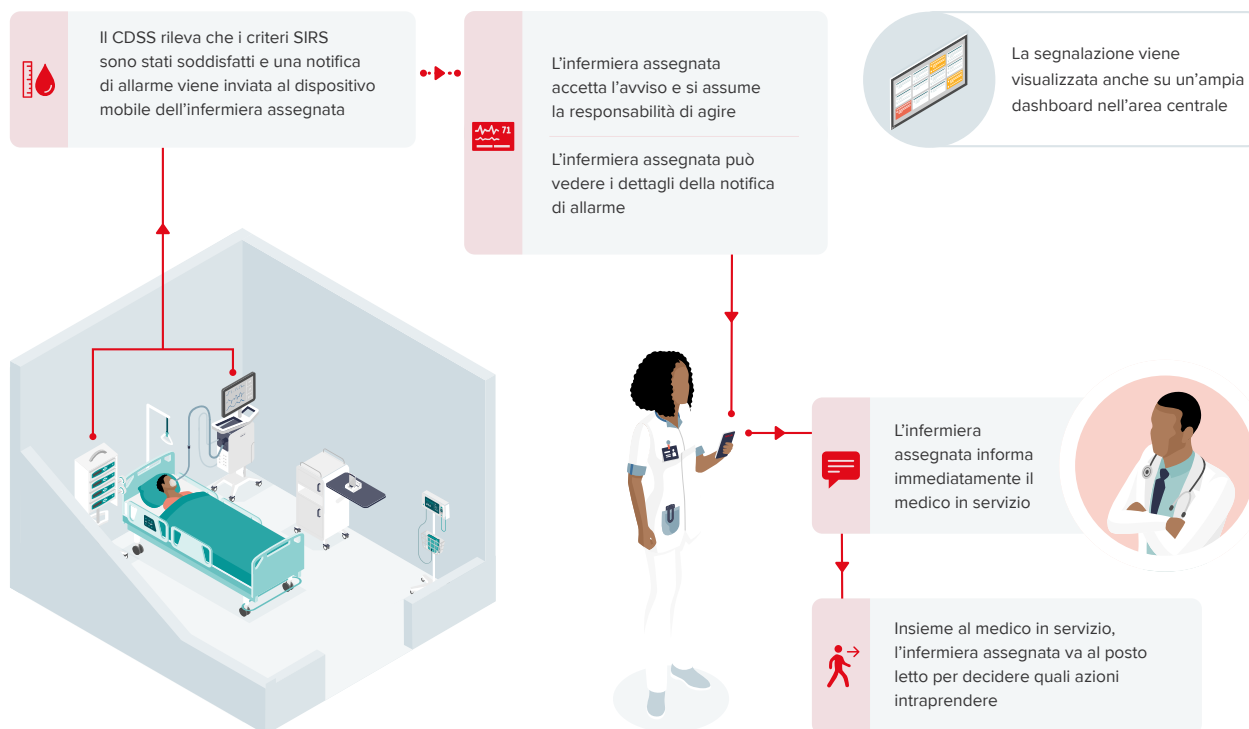 Il CDSS rileva che i criteri SIRS
sono stati soddisfatti e una notifica
di allarme viene inviata al dispositivo
mobile dell’infermiera assegnata
L’infermiera assegnata
accetta l’avviso e si assume
la responsabilità di agire
L’infermiera assegnata può
vedere i dettagli della notifica
di allarme
71
La segnalazione viene
visualizzata anche su un’ampia
dashboard nell’area centrale
L’infermiera
assegnata informa
immediatamente il
medico in servizio
Insieme al medico in servizio,
l’infermiera assegnata va al posto
letto per decidere quali azioni
intraprendere